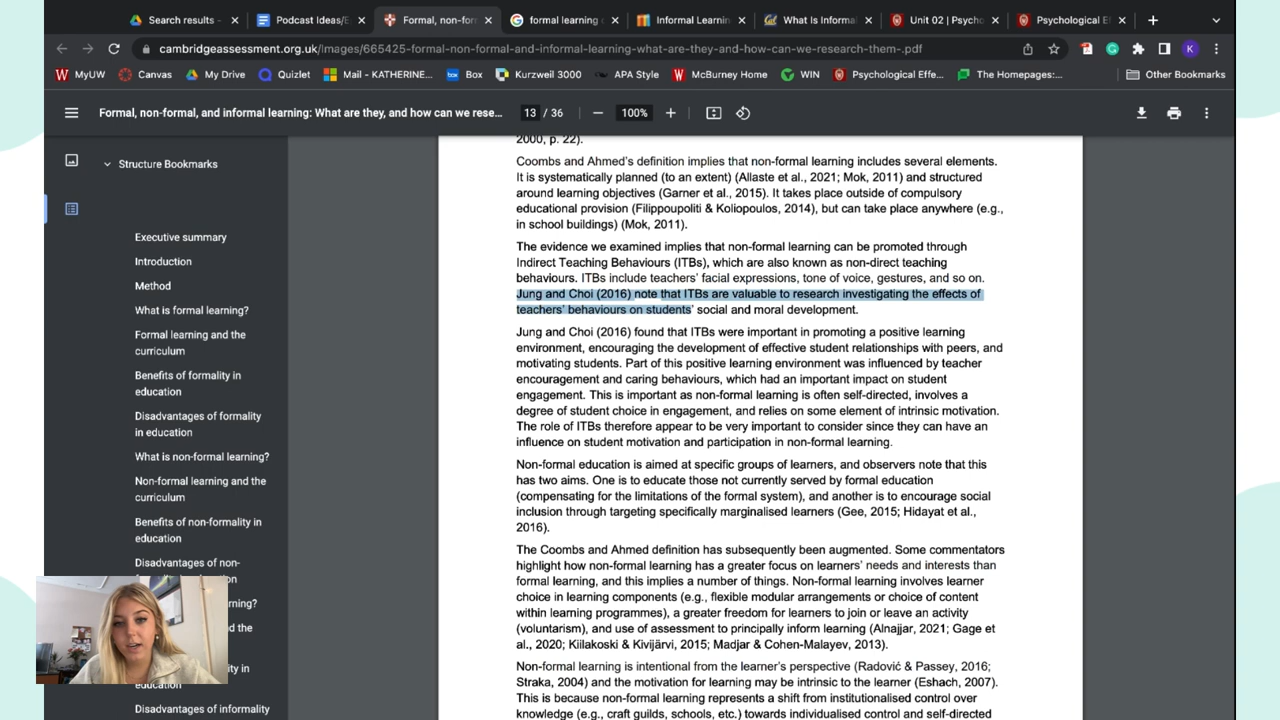 Search results -
Podcast Ideas/E
Formal, non-for
formal learning
Informal Learnin
What Is Informa
Unit 02 | Psycho
Psychological Ef
cambridgeassessment.org.uk/Images/665425-formal-non-formal-and-informal-learning-what-are-they-and-how-can-we-research-them-.pdf
K
MyUW
Canvas
My Drive
Quizlet
Mail - KATHERINE...
Box
Kurzweil 3000
APA Style
McBurney Home
WIN
Psychological Effe...
The Homepages:...
Other Bookmarks
Formal, non-formal, and informal learning: What are they, and how can we rese...
13 / 36
100%
Structure Bookmarks
Executive summary
Introduction
Method
What is formal learning?
Formal learning and the
curriculum
Benefits of formality in
education
Disadvantages of formality
in education
What is non-formal learning?
Non-formal learning and the
curriculum
Benefits of non-formality in
education
Disadvantages of non-
education
Disadvantages of informality
2000, p. 22).
Coombs and Ahmed's definition implies that non-formal learning includes several elements.
It is systematically planned (to an extent) (Allaste et al., 2021; Mok, 2011) and structured
around learning objectives (Garner et al., 2015). It takes place outside of compulsory
educational provision (Filippoupoliti & Koliopoulos, 2014), but can take place anywhere (e.g.,
in school buildings) (Mok, 2011).
The evidence we examined implies that non-formal learning can be promoted through
Indirect Teaching Behaviours (ITBs), which are also known as non-direct teaching
behaviours. ITBs include teachers' facial expressions, tone of voice, gestures, and so on.
Jung and Choi (2016) note that ITBs are valuable to research investigating the effects of
teachers' behaviours on students' social and moral development.
Jung and Choi (2016) found that ITBs were important in promoting a positive learning
environment, encouraging the development of effective student relationships with peers, and
motivating students. Part of this positive learning environment was influenced by teacher
encouragement and caring behaviours, which had an important impact on student
engagement. This is important as non-formal learning is often self-directed, involves a
degree of student choice in engagement, and relies on some element of intrinsic motivation.
The role of ITBs therefore appear to be very important to consider since they can have an
influence on student motivation and participation in non-formal learning.
Non-formal education is aimed at specific groups of learners, and observers note that this
has two aims. One is to educate those not currently served by formal education
(compensating for the limitations of the formal system), and another is to encourage social
inclusion through targeting specifically marginalised learners (Gee, 2015; Hidayat et al.,
2016).
The Coombs and Ahmed definition has subsequently been augmented. Some commentators
highlight how non-formal learning has a greater focus on learners' needs and interests than
formal learning, and this implies a number of things. Non-formal learning involves learner
choice in learning components (e.g., flexible modular arrangements or choice of content
within learning programmes), a greater freedom for learners to join or leave an activity
(voluntarism), and use of assessment to principally inform learning (Alnajjar, 2021; Gage et
al., 2020; Kiilakoski & Kivijärvi, 2015; Madjar & Cohen-Malayev, 2013).
Non-formal learning is intentional from the learner's perspective (Radović & Passey, 2016;
Straka, 2004) and the motivation for learning may be intrinsic to the learner (Eshach, 2007).
This is because non-formal learning represents a shift from institutionalised control over
knowledge (e.g., craft guilds, schools, etc.) towards individualised control and self-directed